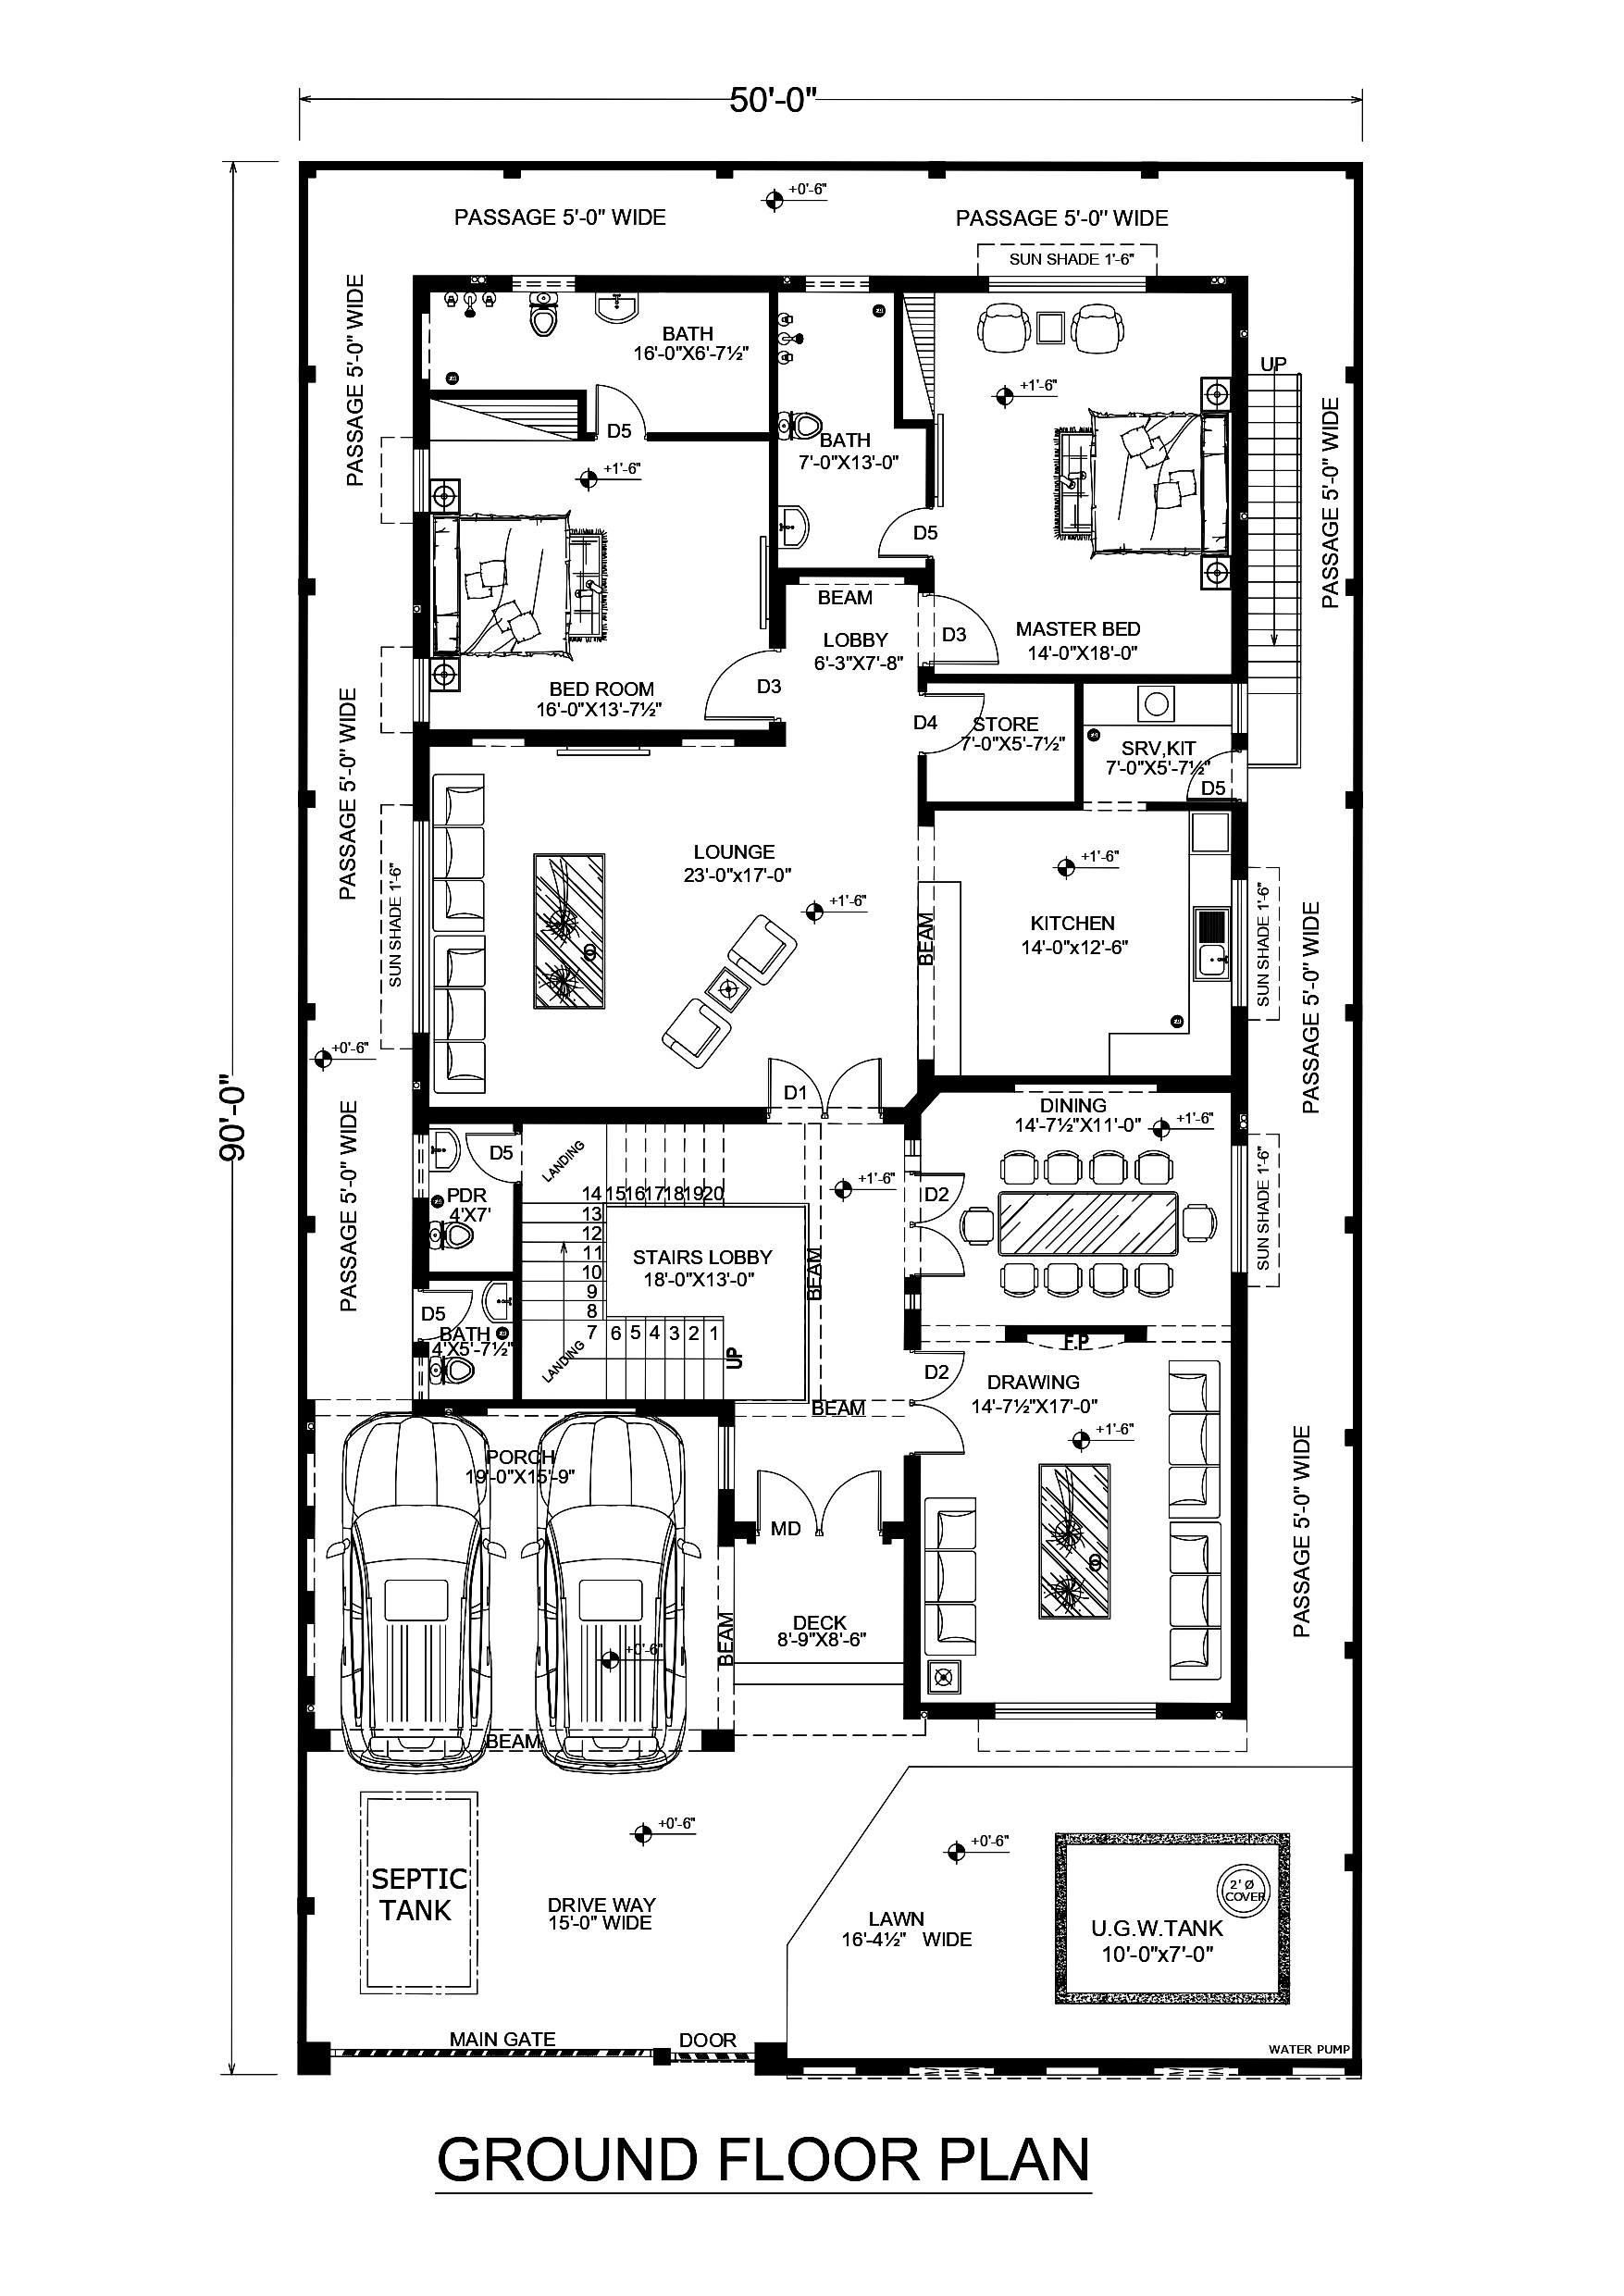 50'-0"
+0'-6"
PASSAGE 5'-0" WIDE
PASSAGE 5'-0" WIDE
SUN SHADE 1'-6"
PASSAGE 5'-0" WIDE
BATH
16'-0"X6'-7½"
UP
+1'-6"
D5
BATH
7'-0"X13'-0"
PASSAGE 5'-0" WIDE
+1'-6"
D5
BEAM
LOBBY
6'-3"X7'-8"
D3
MASTER BED
14'-0"X18'-0"
D3
BED ROOM
16'-0"X13'-7½"
D4
STORE
7'-0"X5'-7½"
SRV,KIT
7'-0"X5'-7½"
D5
PASSAGE 5'-0" WIDE
SUN SHADE 1'-6"
LOUNGE
23'-0"x17'-0"
+1'-6"
+1'-6"
BEAM
KITCHEN
14'-0"x12'-6"
SUN SHADE 1'-6"
PASSAGE 5'-0" WIDE
+0'-6"
90'-0"
D1
DINING
14'-7½"X11'-0"
+1'-6"
PASSAGE 5'-0" WIDE
D5
LANDING
PDR
4'X7'
+1'-6"
D2
SUN SHADE 1'-6"
14 15 16 17 18 19 20
13
12
11
10
9
8
7 6 5 4 3 2 1
STAIRS LOBBY
18'-0"X13'-0"
BEAM
D5
BATH
4'X5'-7½"
LANDING
UP
F.P
D2
DRAWING
14'-7½"X17'-0"
BEAM
+1'-6"
PASSAGE 5'-0" WIDE
PORCH
19'-0"X15'-9"
MD
DECK
8'-9"X8'-6"
BEAM
+0'-6"
BEAM
+0'-6"
+0'-6"
SEPTIC
TANK
DRIVE WAY
15'-0" WIDE
LAWN
16'-4½" WIDE
2' Ø
COVER
U.G.W.TANK
10'-0"x7'-0"
MAIN GATE
DOOR
WATER PUMP
GROUND FLOOR PLAN